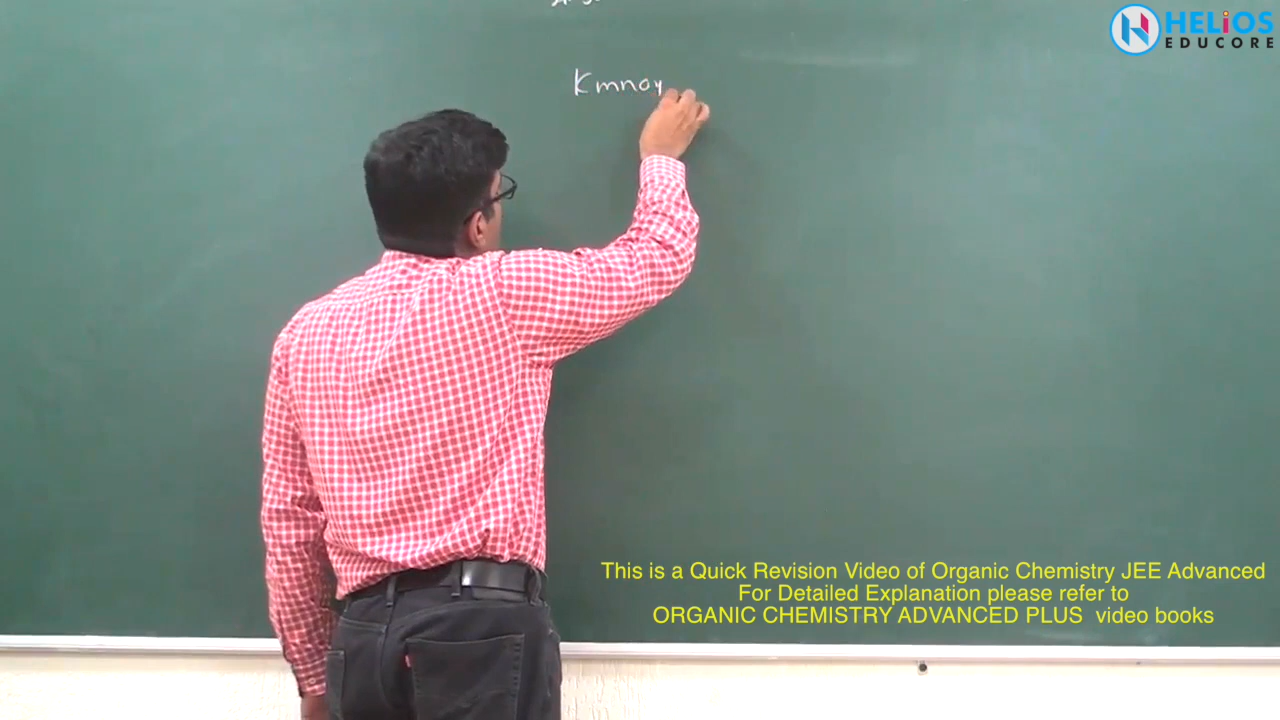 HELiOS
EDUCORE
Kmno4
This is a Quick Revision Video of Organic Chemistry JEE Advanced
For Detailed Explanation please refer to
ORGANIC CHEMISTRY ADVANCED PLUS video books